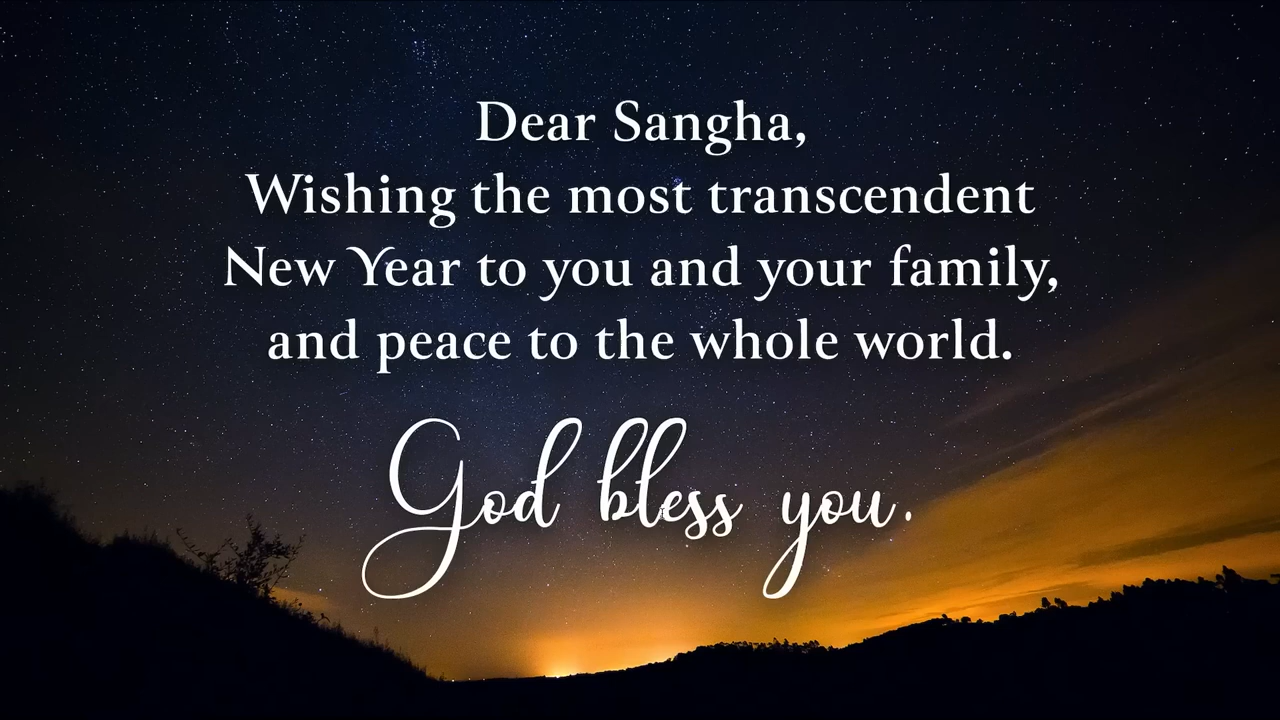 Dear Sangha,
Wishing the most transcendent
New Year to you and your family,
and peace to the whole world.
God bless you.